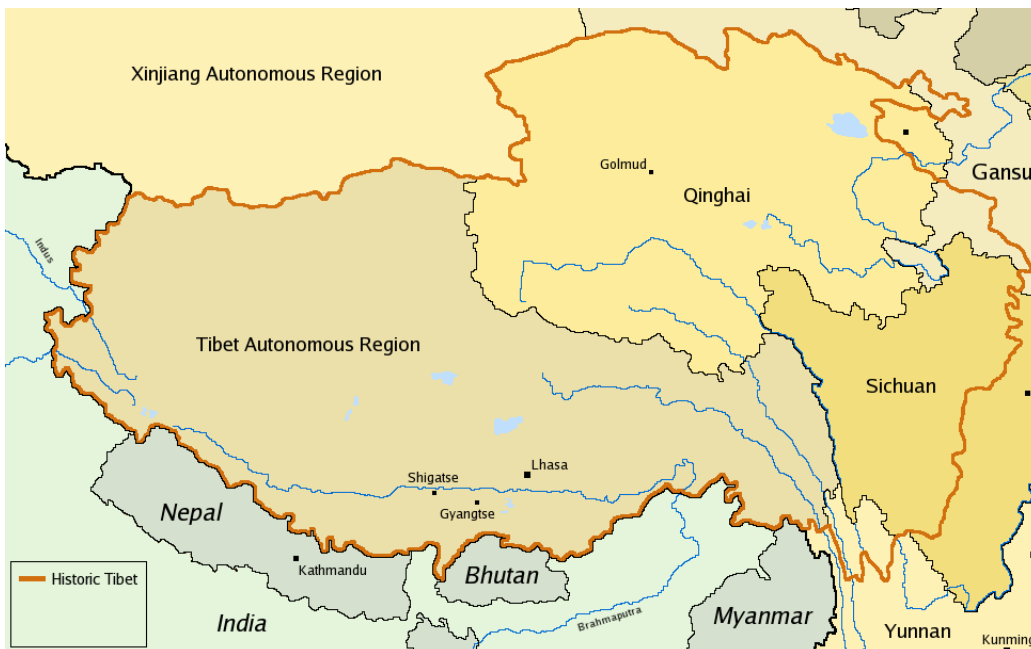 Xinjiang Autonomous Region
Golmud
Qinghai
Gansu
Indus
Tibet Autonomous Region
Sichuan
Lhasa
Shigatse
Gyangtse
Nepal
Kathmandu
Bhutan
Historic Tibet
India
Brahmaputra
Myanmar
Yunnan
Kunming